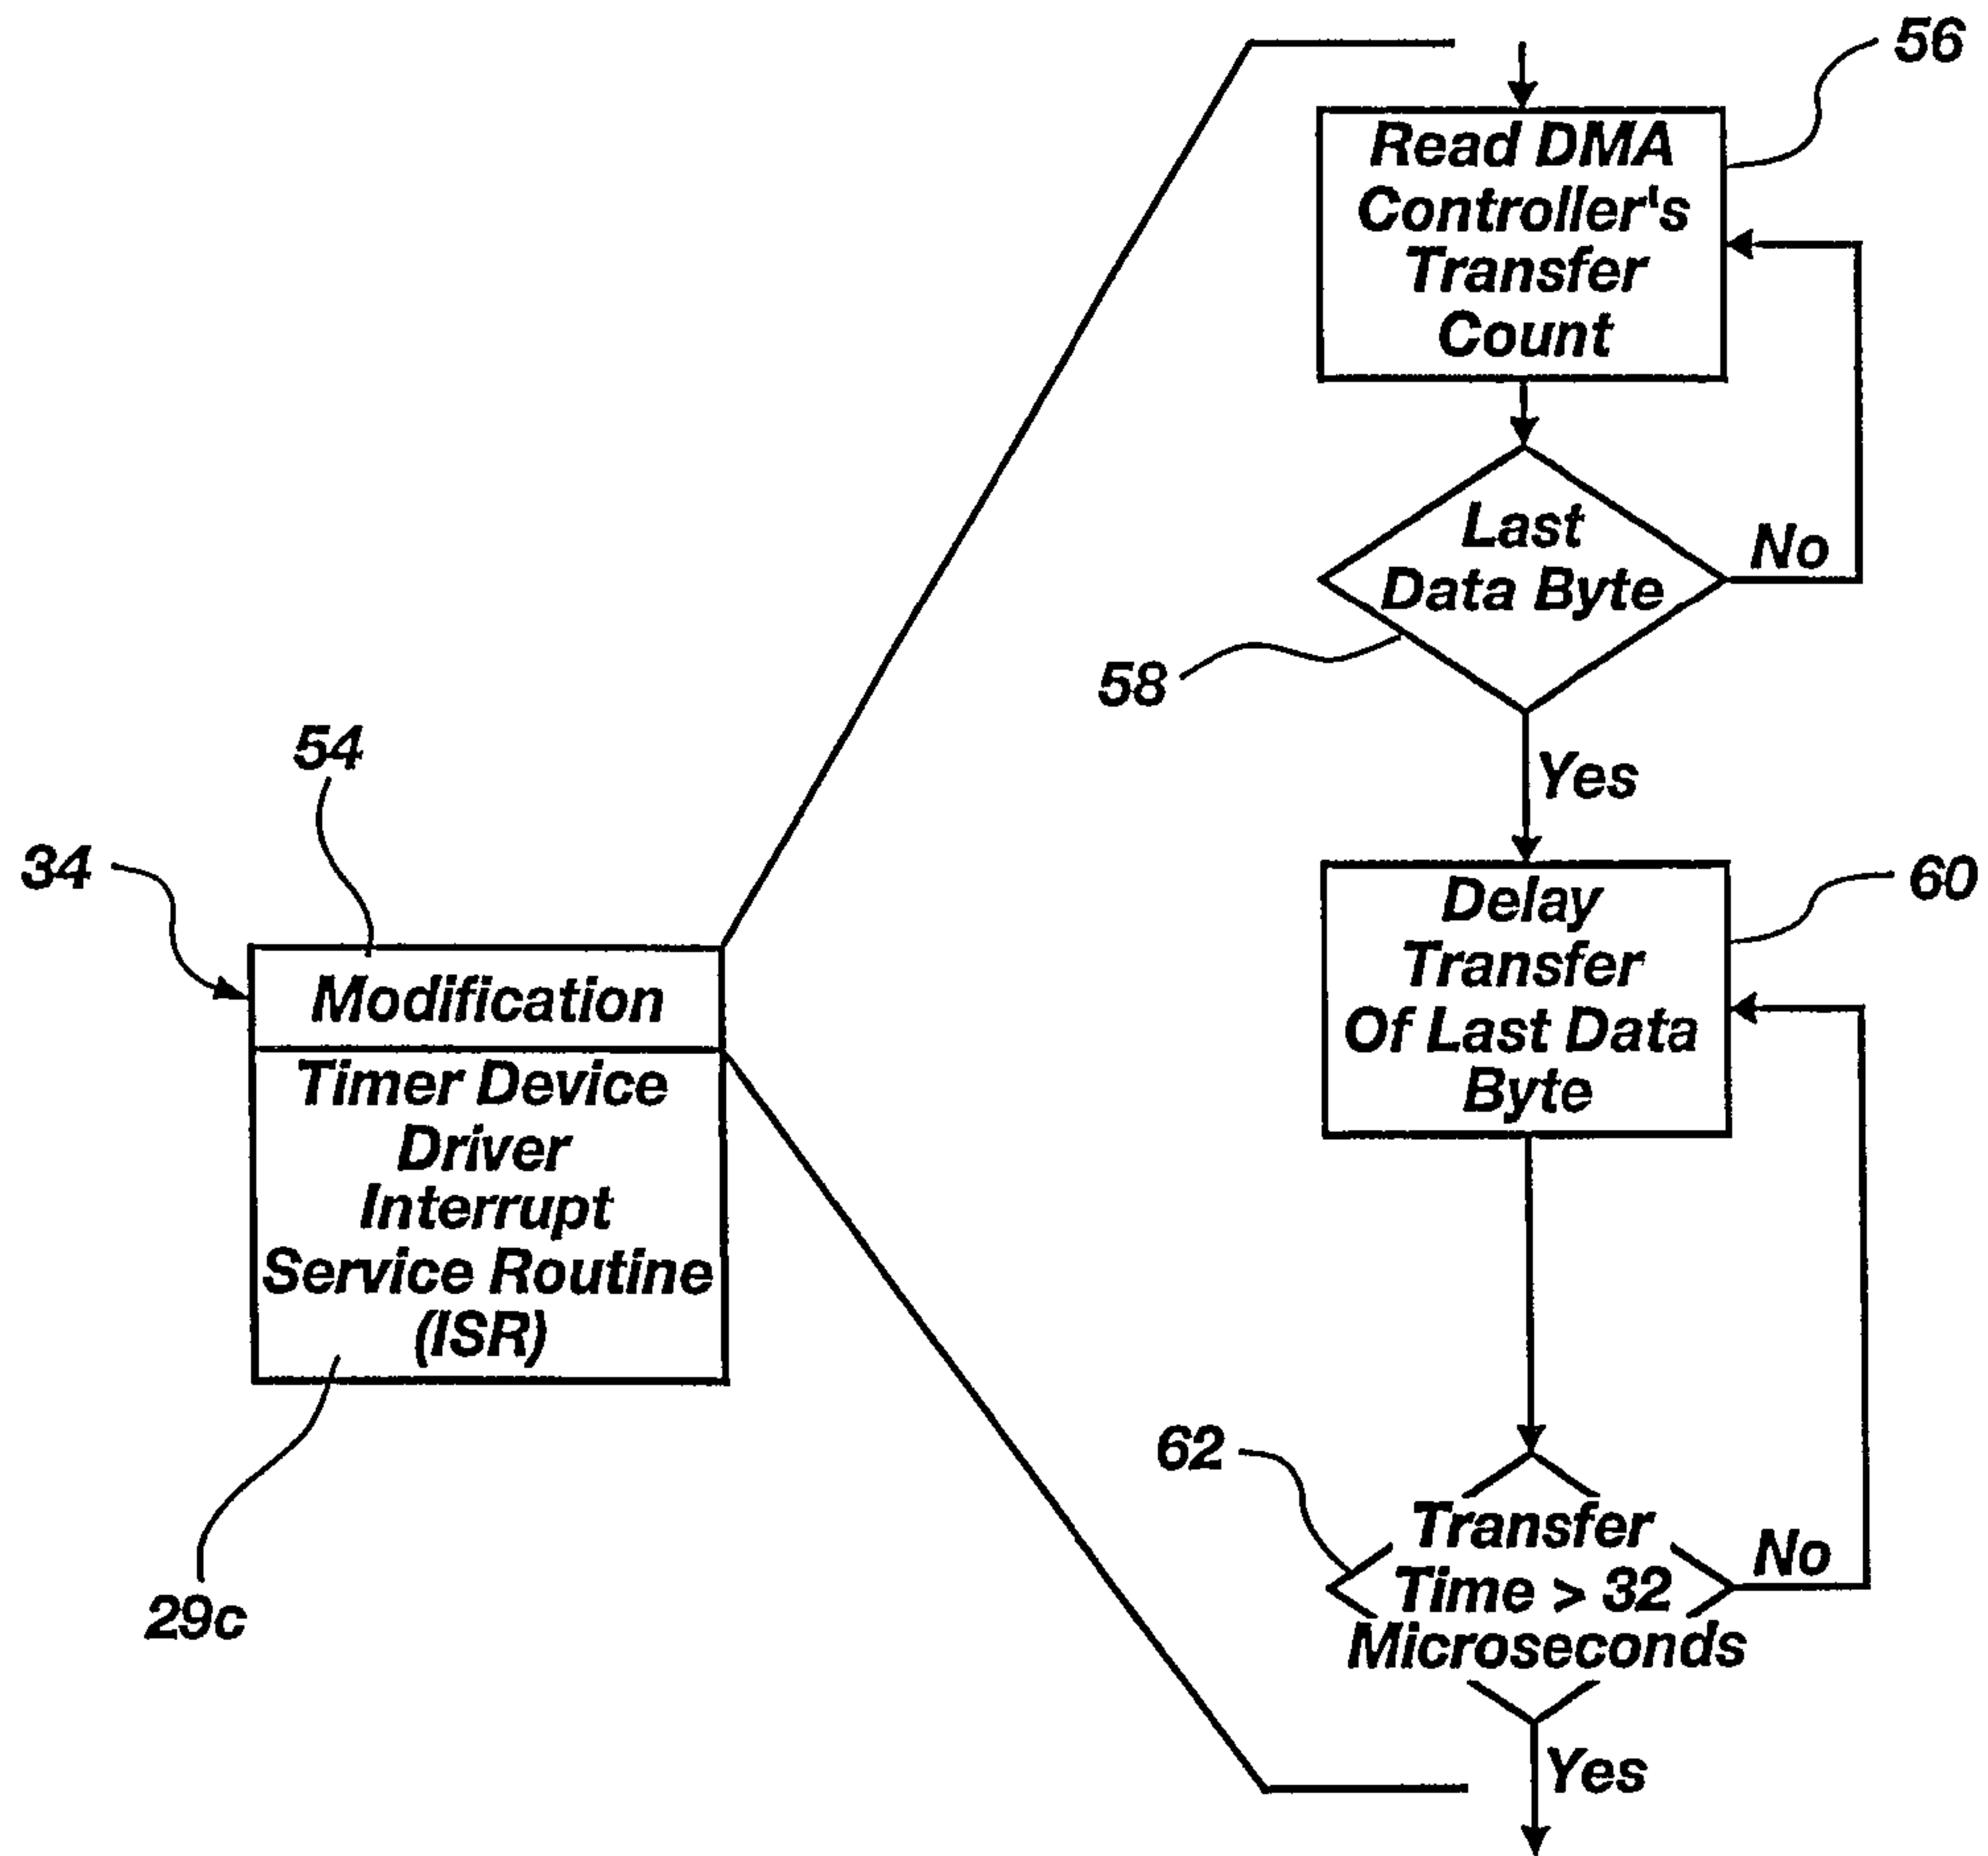 56
Read DMA
Controller's
Transfer
Count
Last
Data Byte
No
58
Yes
54
34
Modification
Timer Device
Driver
Interrupt
Service Routine
(ISR)
29c
60
Delay
Transfer
Of Last Data
Byte
62
Transfer
Time > 32
Microseconds
No
Yes